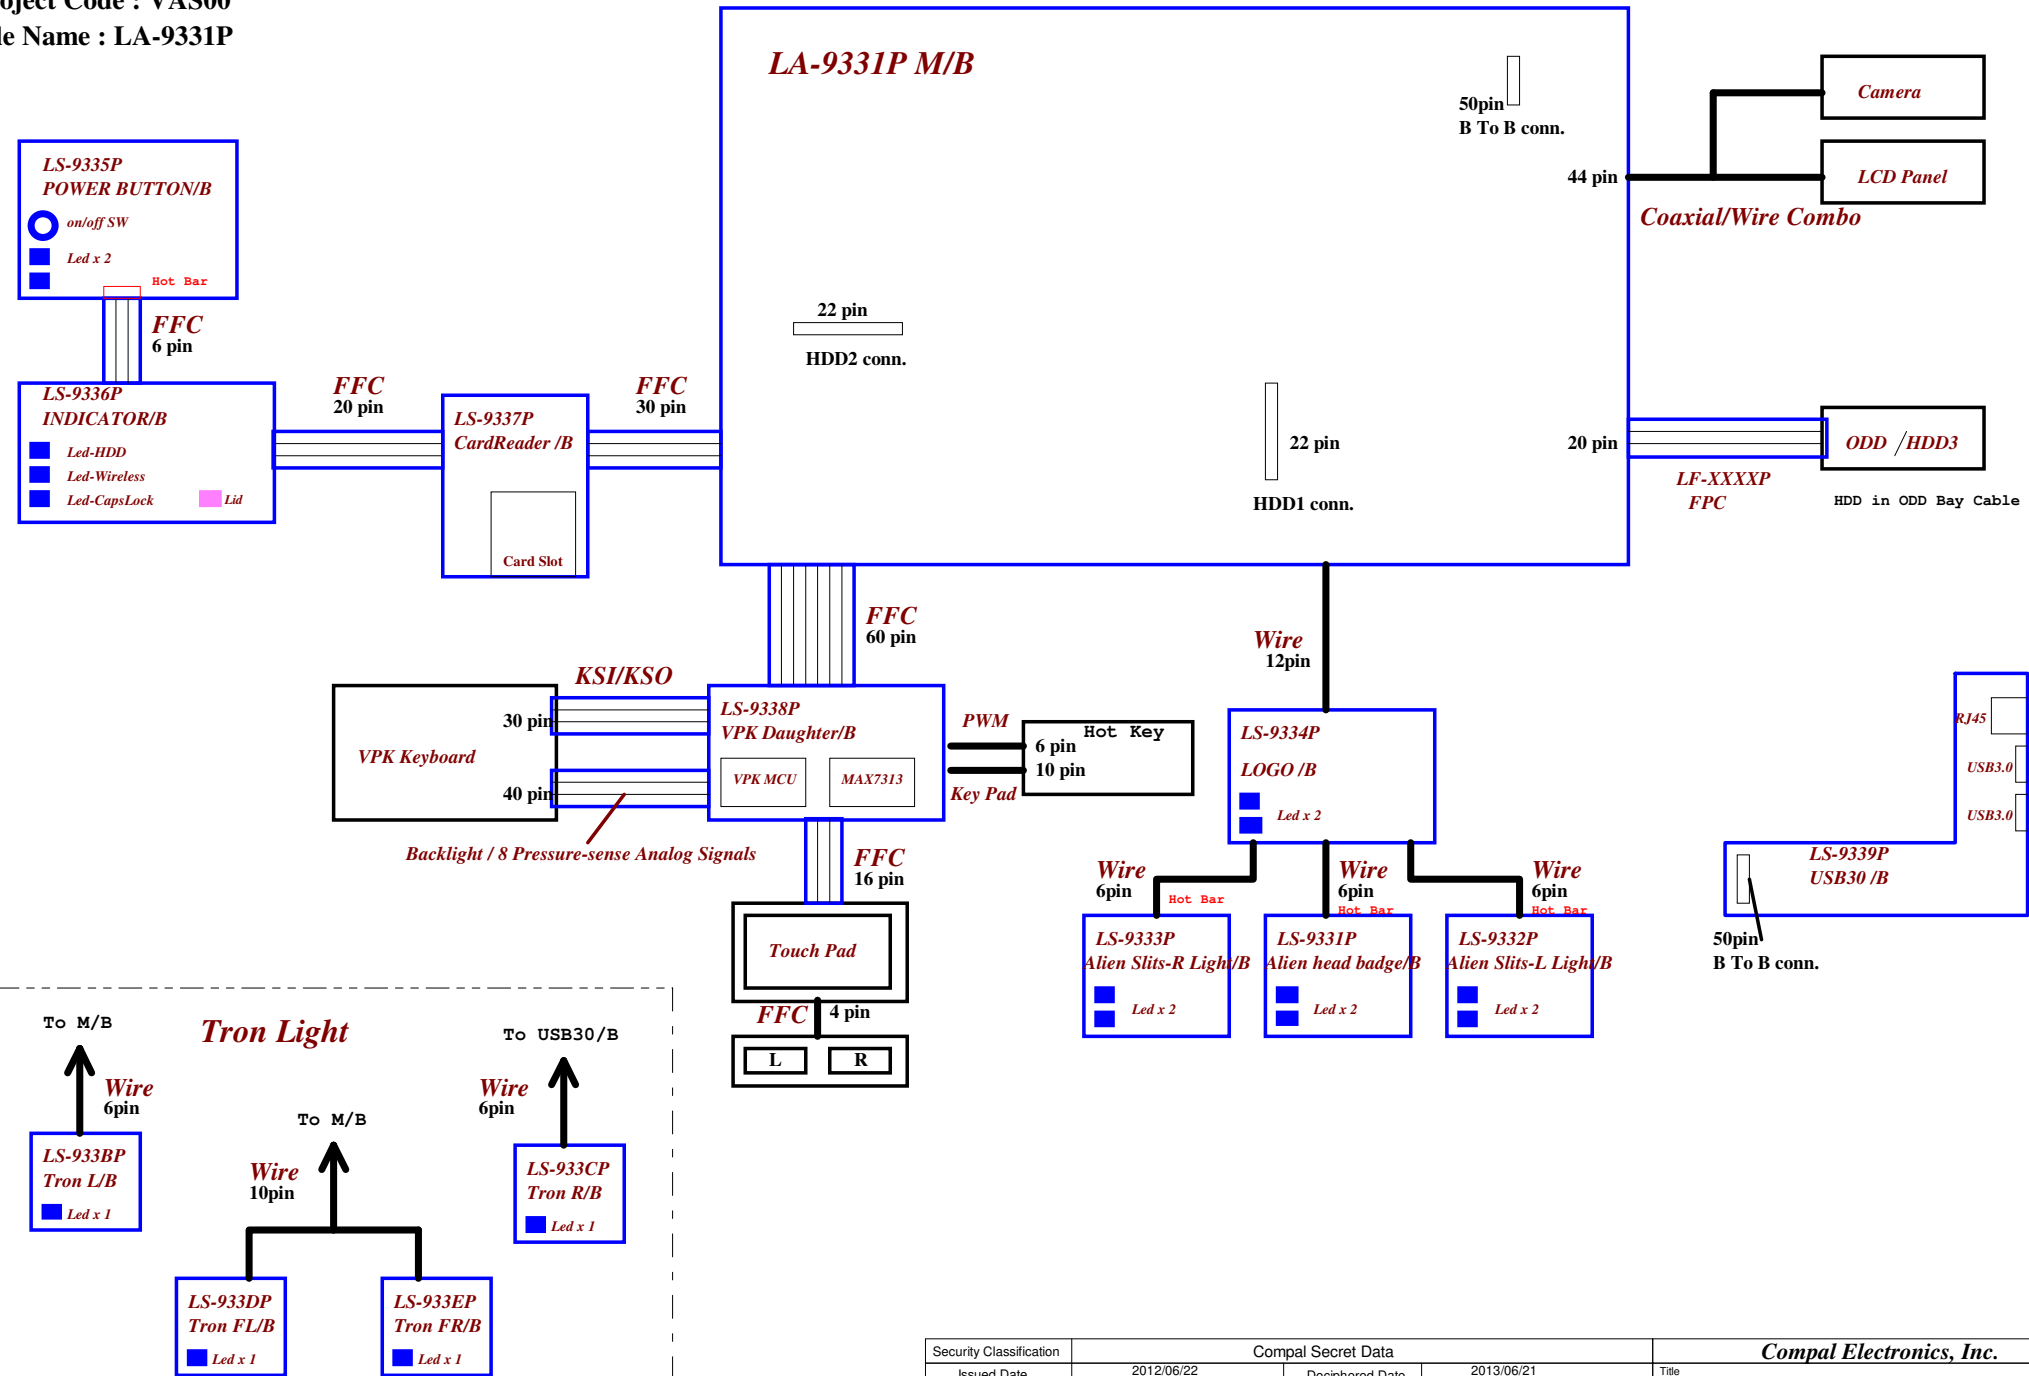 oject Code : VAS00
le Name : LA-9331P
LA-9331P M/B
50pin
B To B conn.
Camera
LCD Panel
44 pin
Coaxial/Wire Combo
LS-9335P
POWER BUTTON/B
on/off SW
Led x 2
Hot Bar
FFC
6 pin
22 pin
HDD2 conn.
LS-9336P
INDICATOR/B
Led-HDD
Led-Wireless
Led-CapsLock
Lid
FFC
20 pin
LS-9337P
CardReader /B
Card Slot
FFC
30 pin
22 pin
HDD1 conn.
20 pin
ODD /HDD3
LF-XXXXP
FPC
HDD in ODD Bay Cable
FFC
60 pin
Wire
12pin
KSI/KSO
30 pin
VPK Keyboard
40 pin
LS-9338P
VPK Daughter/B
VPK MCU
MAX7313
PWM
Hot Key
6 pin
10 pin
Key Pad
Backlight / 8 Pressure-sense Analog Signals
FFC
16 pin
Touch Pad
FFC
4 pin
L
R
LS-9334P
LOGO /B
Led x 2
Wire
6pin
Hot Bar
Wire
6pin
Hot Bar
Wire
6pin
Hot Bar
LS-9333P
Alien Slits-R Light/B
Led x 2
LS-9331P
Alien head badge/B
Led x 2
LS-9332P
Alien Slits-L Light/B
Led x 2
RJ45
USB3.0
USB3.0
LS-9339P
USB30 /B
50pin
B To B conn.
Tron Light
To M/B
Wire
6pin
LS-933BP
Tron L/B
Led x 1
To M/B
Wire
10pin
To USB30/B
Wire
6pin
LS-933CP
Tron R/B
Led x 1
LS-933DP
Tron FL/B
Led x 1
LS-933EP
Tron FR/B
Led x 1
Security Classification
Compal Secret Data
Compal Electronics, Inc.
Issued Date
2012/06/22
Deciphered Date
2013/06/21
Title